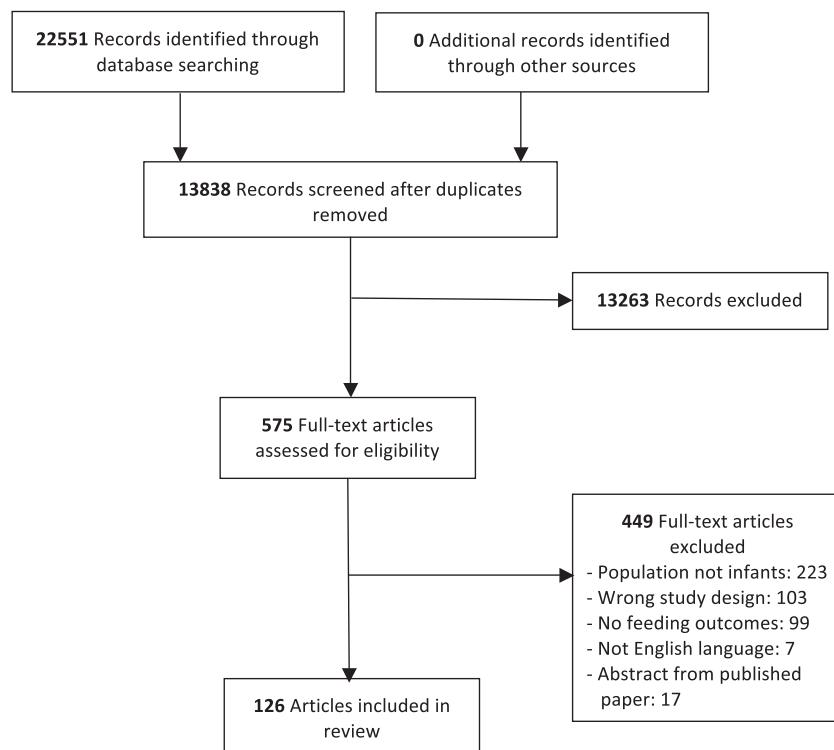 22551 Records identified through
database searching
0 Additional records identified
through other sources
13838 Records screened after duplicates
removed
13263 Records excluded
575 Full-text articles
assessed for eligibility
449 Full-text articles
excluded
- Population not infants: 223
- Wrong study design: 103
- No feeding outcomes: 99
- Not English language: 7
- Abstract from published
paper: 17
126 Articles included in
review